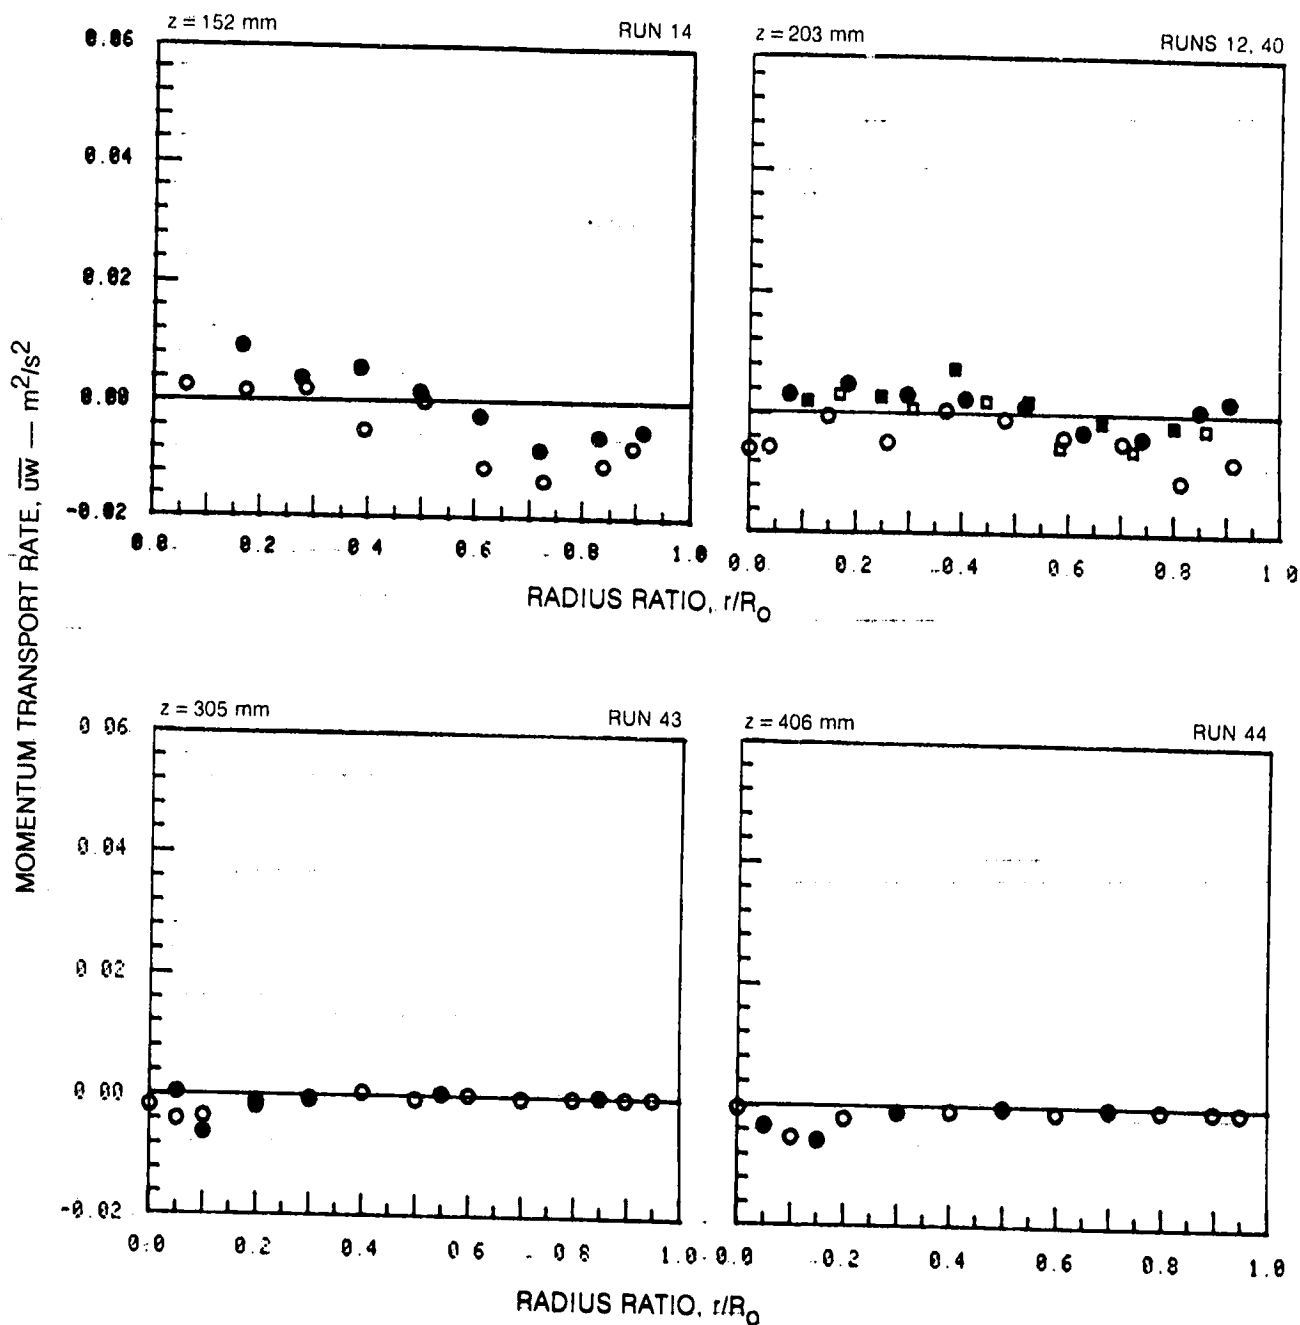 z = 152 mm RUN 14
z = 203 mm RUNS 12, 40
0.06
0.04
0.02
0.00
-0.02
0.0 0.2 0.4 0.6 0.8 1.0
0.0 0.2 0.4 0.6 0.8 1.0
RADIUS RATIO, r/Ro
MOMENTUM TRANSPORT RATE, uw — m²/s²
z = 305 mm RUN 43
z = 406 mm RUN 44
0.06
0.04
0.02
0.00
-0.02
0.0 0.2 0.4 0.6 0.8 1.0
0.0 0.2 0.4 0.6 0.8 1.0
RADIUS RATIO, r/Ro